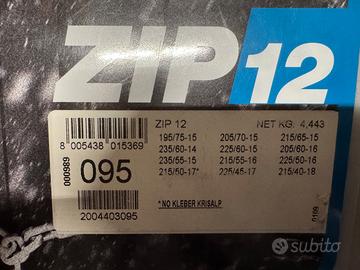 ZIP 12
ZIP 12 NET KG: 4,443
195/75-15 205/70-15 215/65-15
235/60-14 225/60-15 205/60-16
235/55-15 215/55-16 225/50-16
215/50-17* 225/45-17 215/40-18
8 005438 015369
095
2004403095
686000
* NO KLEBER KRISALP
0109
subito